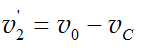 v₂' = v₀ − v_C